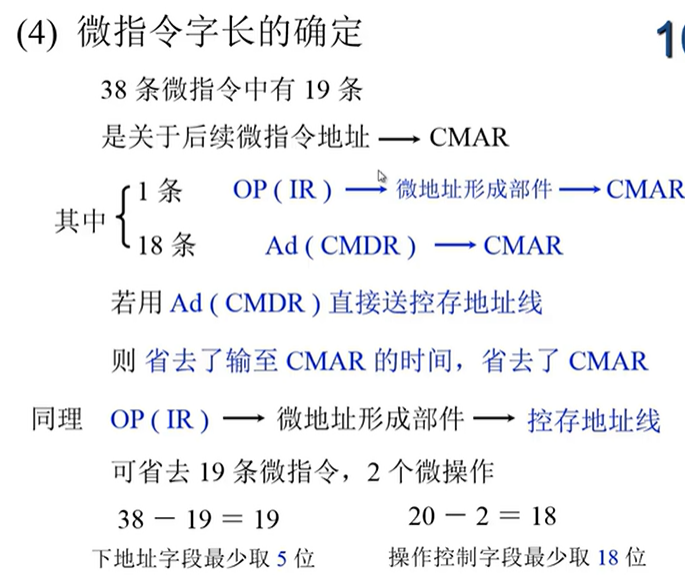 (4) 微指令字长的确定
38 条微指令中有 19 条
是关于后续微指令地址 → CMAR
其中 { 1 条 OP ( IR ) → 微地址形成部件 → CMAR
18 条 Ad ( CMDR ) → CMAR
若用 Ad ( CMDR ) 直接送控存地址线
则 省去了输至 CMAR 的时间，省去了 CMAR
同理 OP ( IR ) → 微地址形成部件 → 控存地址线
可省去 19 条微指令，2 个微操作
38 － 19 = 19 20 － 2 = 18
下地址字段最少取 5 位 操作控制字段最少取 18 位